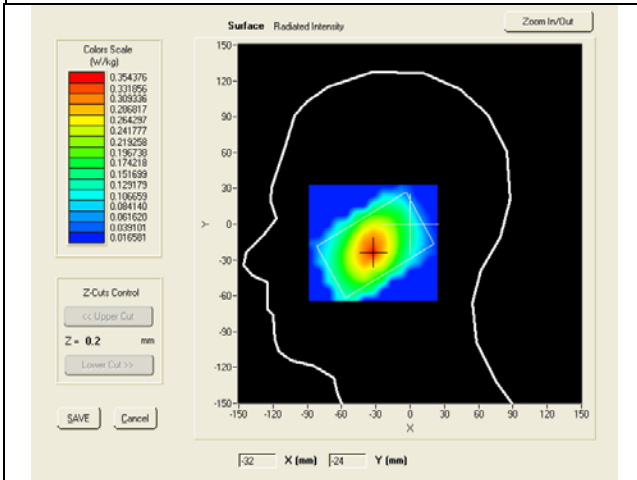 Surface Radiated Intensity
Zoom In/Out
Colors Scale
(W/kg)
0.354376
0.331856
0.309336
0.286817
0.264297
0.241777
0.219258
0.196738
0.174218
0.151699
0.129179
0.106659
0.084140
0.061620
0.039101
0.016581
Z-Cuts Control
<< Upper Cut
Z = 0.2 mm
Lower Cut >>
SAVE Cancel
150
120
90
60
30
0
-30
-60
-90
-120
-150
Y
-150 -120 -90 -60 -30 0 30 60 90 120 150
X
-32 X (mm) -24 Y (mm)